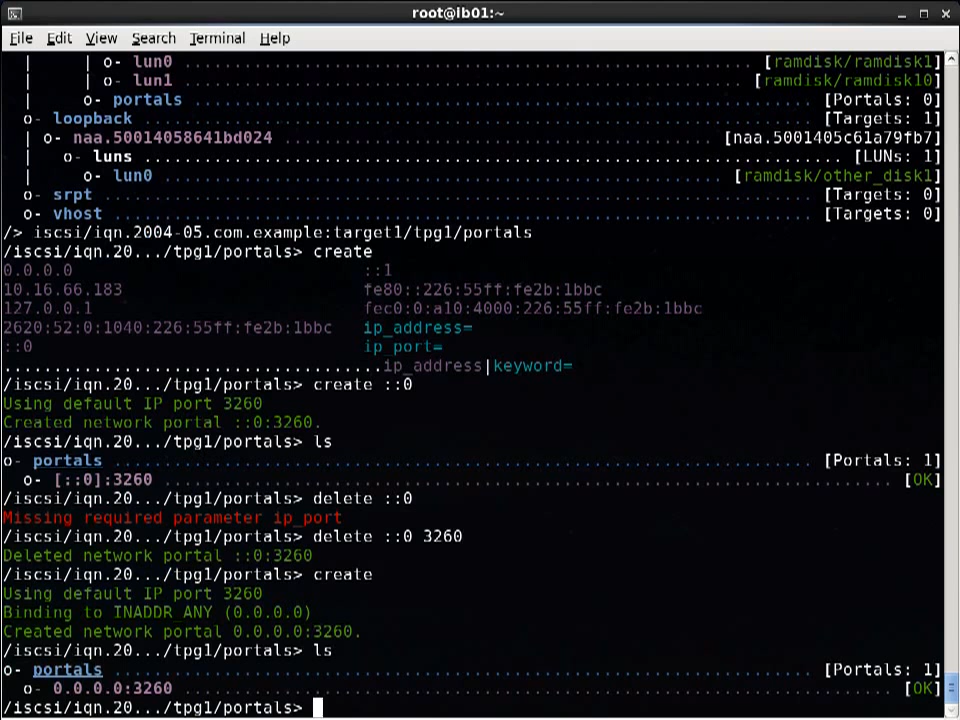 root@ib01:~
File Edit View Search Terminal Help
| | o- lun0 ........ [ramdisk/ramdisk1]
| | o- lun1 ........ [ramdisk/ramdisk10]
| o- portals ........ [Portals: 0]
o- loopback ........ [Targets: 1]
| o- naa.50014058641bd024 ........ [naa.5001405c61a79fb7]
| o- luns ........ [LUNs: 1]
| o- lun0 ........ [ramdisk/other_disk1]
o- srpt ........ [Targets: 0]
o- vhost ........ [Targets: 0]
/> iscsi/iqn.2004-05.com.example:target1/tpg1/portals
/iscsi/iqn.20.../tpg1/portals> create
0.0.0.0 ::1
10.16.66.183 fe80::226:55ff:fe2b:1bbc
127.0.0.1 fec0:0:a10:4000:226:55ff:fe2b:1bbc
2620:52:0:1040:226:55ff:fe2b:1bbc ip_address=
::0 ip_port=
........ip_address|keyword=
/iscsi/iqn.20.../tpg1/portals> create ::0
Using default IP port 3260
Created network portal ::0:3260.
/iscsi/iqn.20.../tpg1/portals> ls
o- portals ........ [Portals: 1]
o- [::0]:3260 ........ [OK]
/iscsi/iqn.20.../tpg1/portals> delete ::0
Missing required parameter ip_port
/iscsi/iqn.20.../tpg1/portals> delete ::0 3260
Deleted network portal ::0:3260
/iscsi/iqn.20.../tpg1/portals> create
Using default IP port 3260
Binding to INADDR_ANY (0.0.0.0)
Created network portal 0.0.0.0:3260.
/iscsi/iqn.20.../tpg1/portals> ls
o- portals ........ [Portals: 1]
o- 0.0.0.0:3260 ........ [OK]
/iscsi/iqn.20.../tpg1/portals>